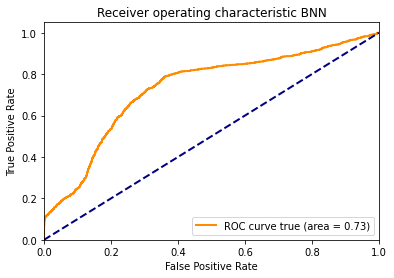 Receiver operating characteristic BNN
True Positive Rate
1.0
0.8
0.6
0.4
0.2
0.0
ROC curve true (area = 0.73)
0.0 0.2 0.4 0.6 0.8 1.0
False Positive Rate